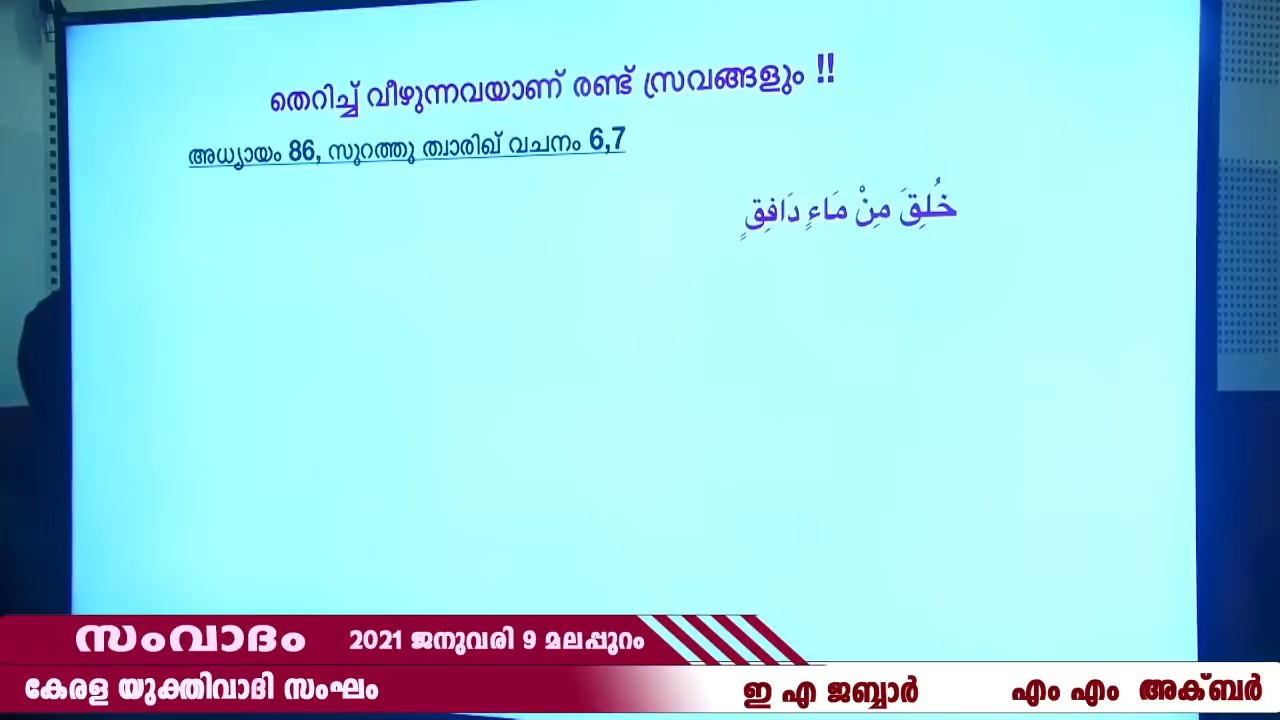 തെറിച്ച് വീഴുന്നവയാണ് രണ്ട് സ്രവങ്ങളും !!
അധ്യായം 86, സൂറത്തു ത്വാരിഖ് വചനം 6,7
خُلِقَ مِنْ مَاءٍ دَافِقٍ
സംവാദം 2021 ജനുവരി 9 മലപ്പുറം
കേരള യുക്തിവാദി സംഘം ഇ എ ജബ്ബാർ എം എം അക്ബർ